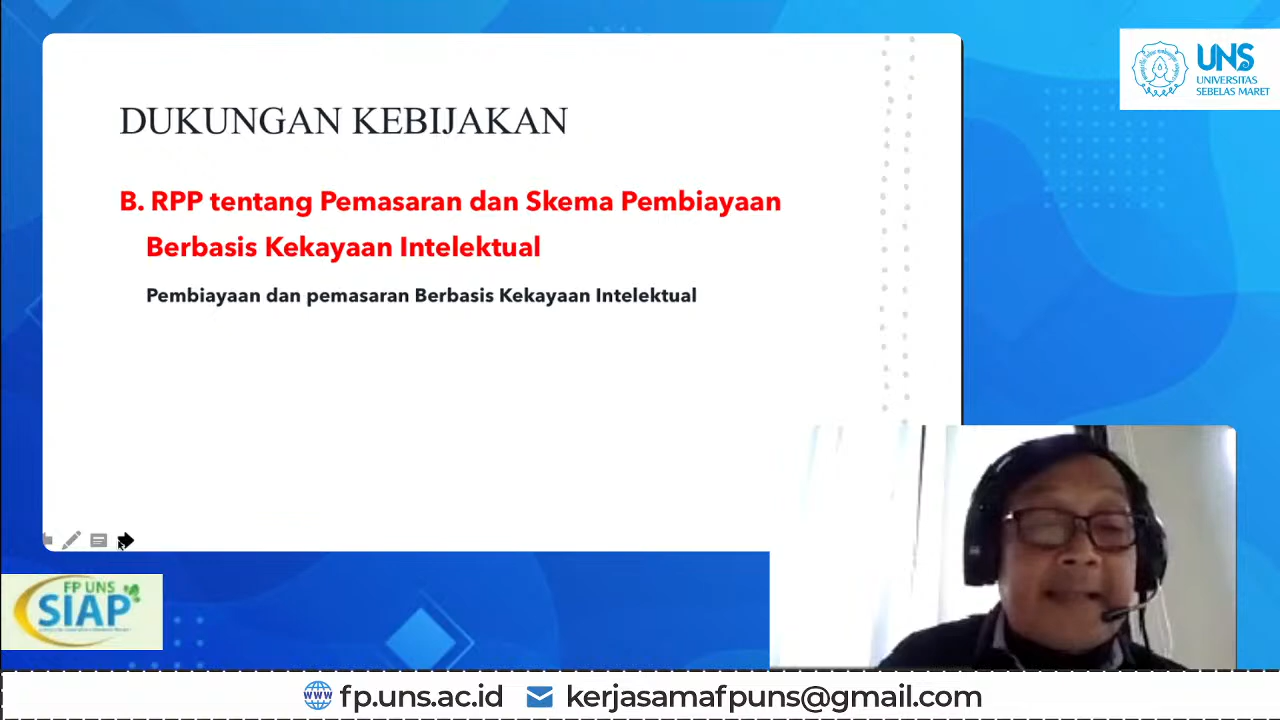 UNS
UNIVERSITAS
SEBELAS MARET
DUKUNGAN KEBIJAKAN
B. RPP tentang Pemasaran dan Skema Pembiayaan
Berbasis Kekayaan Intelektual
Pembiayaan dan pemasaran Berbasis Kekayaan Intelektual
FP UNS
SIAP
www fp.uns.ac.id kerjasamafpuns@gmail.com